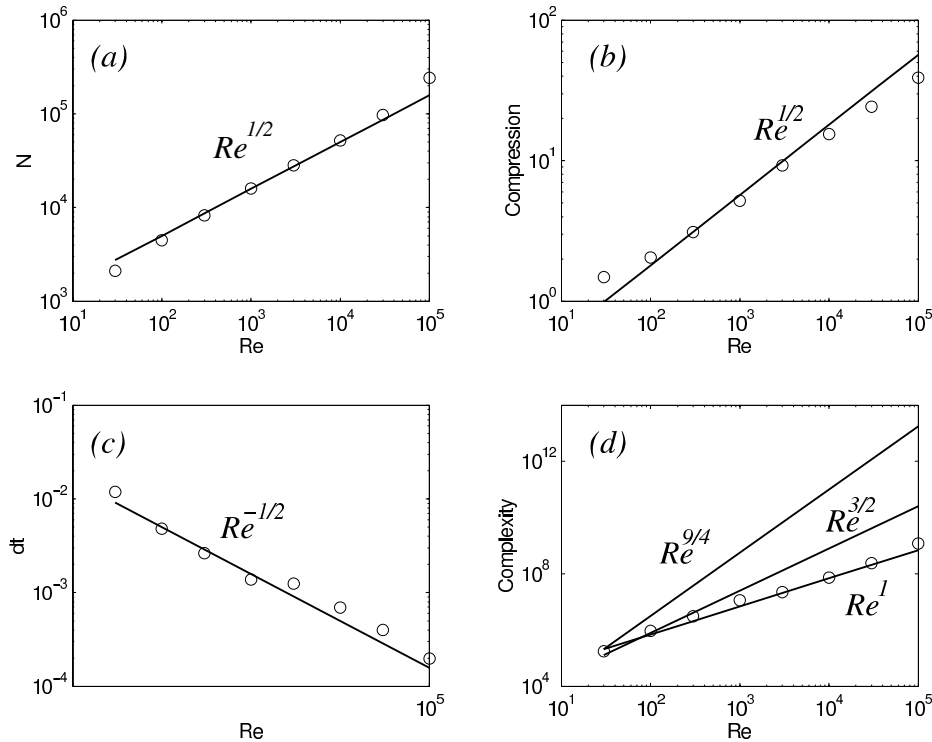 (a)
10^6
10^5
10^4
10^3
N
Re^1/2
10^1 10^2 10^3 10^4 10^5
Re
(b)
10^2
10^1
10^0
Compression
Re^1/2
10^1 10^2 10^3 10^4 10^5
Re
(c)
10^−1
10^−2
10^−3
10^−4
dt
Re^−1/2
10^5
Re
(d)
10^12
10^8
10^4
Complexity
Re^9/4
Re^3/2
Re^1
10^1 10^2 10^3 10^4 10^5
Re